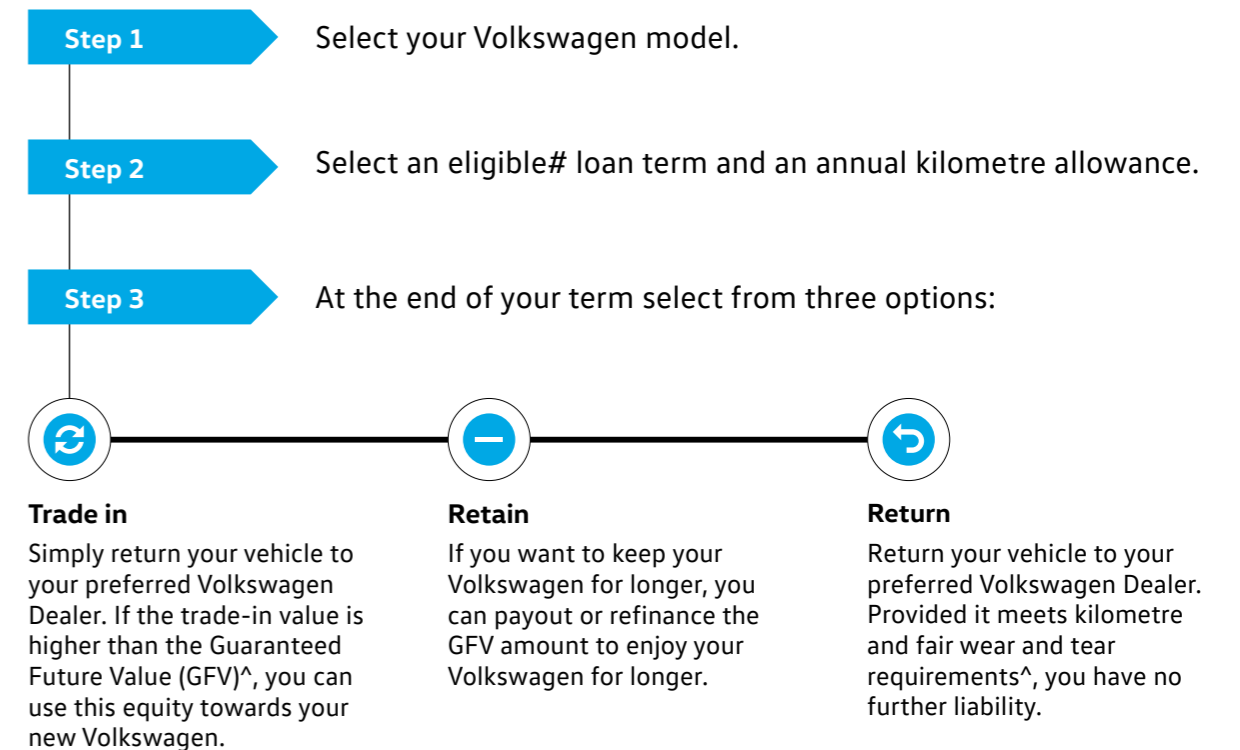 Step 1
Select your Volkswagen model.
Step 2
Select an eligible# loan term and an annual kilometre allowance.
Step 3
At the end of your term select from three options:
Trade in
Simply return your vehicle to
your preferred Volkswagen
Dealer. If the trade-in value is
higher than the Guaranteed
Future Value (GFV)^, you can
use this equity towards your
new Volkswagen.
Retain
If you want to keep your
Volkswagen for longer, you
can payout or refinance the
GFV amount to enjoy your
Volkswagen for longer.
Return
Return your vehicle to your
preferred Volkswagen Dealer.
Provided it meets kilometre
and fair wear and tear
requirements^, you have no
further liability.